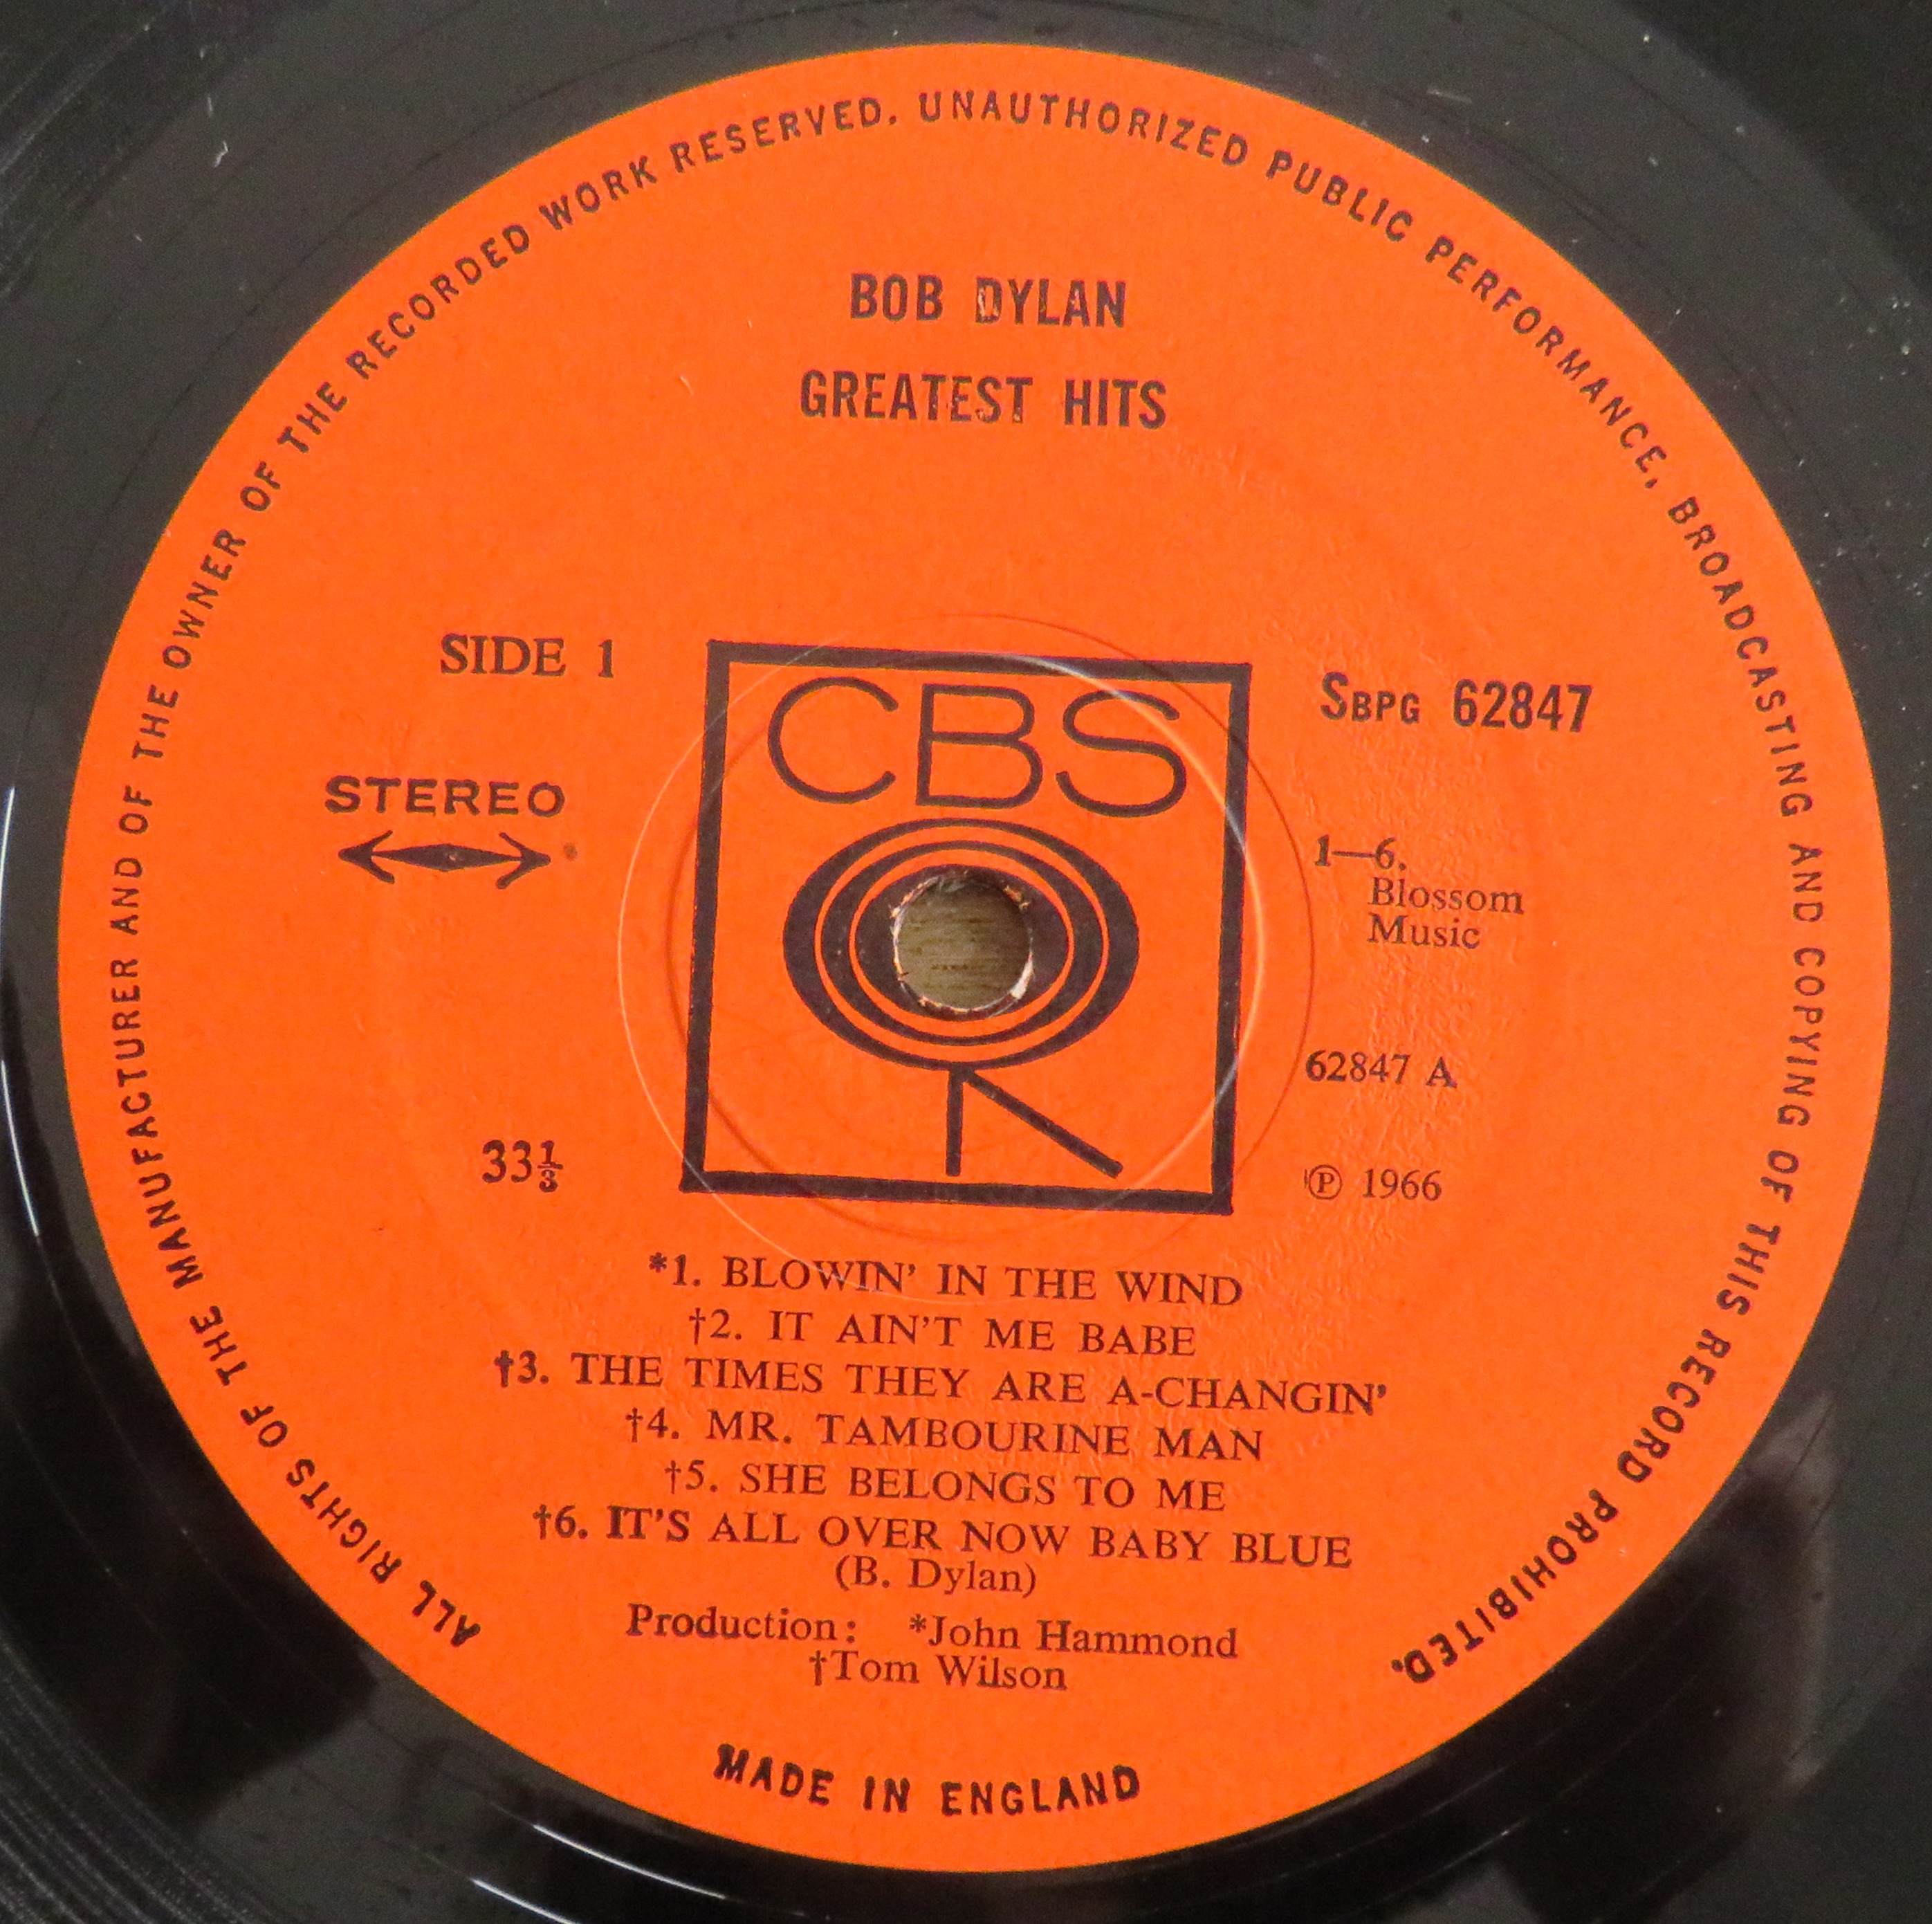 ALL RIGHTS OF THE MANUFACTURER AND OF THE OWNER OF THE RECORDED WORK RESERVED. UNAUTHORIZED PUBLIC PERFORMANCE, BROADCASTING AND COPYING OF THIS RECORD PROHIBITED.
BOB DYLAN
GREATEST HITS
SIDE 1
STEREO
33⅓
CBS
SBPG 62847
1—6.
Blossom
Music
62847 A
℗ 1966
*1. BLOWIN' IN THE WIND
†2. IT AIN'T ME BABE
†3. THE TIMES THEY ARE A-CHANGIN'
†4. MR. TAMBOURINE MAN
†5. SHE BELONGS TO ME
†6. IT'S ALL OVER NOW BABY BLUE
(B. Dylan)
Production: *John Hammond
†Tom Wilson
MADE IN ENGLAND